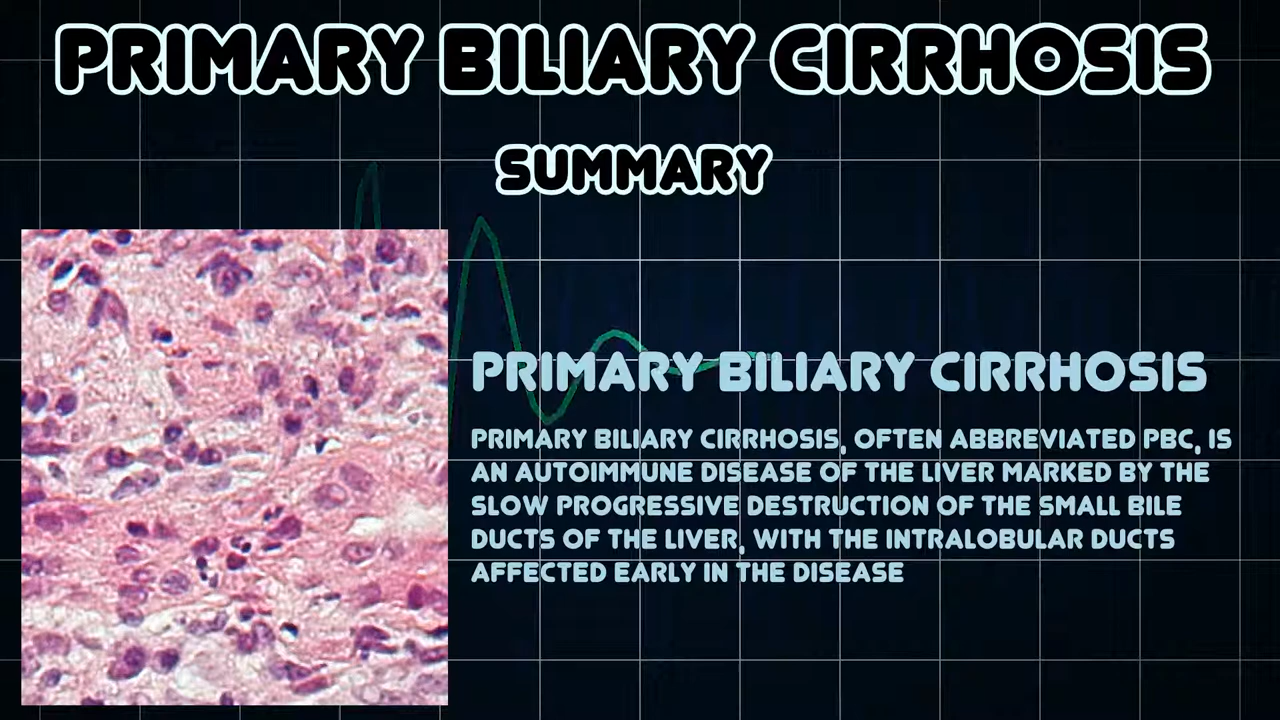 PRIMARY BILIARY CIRRHOSIS
SUMMARY
PRIMARY BILIARY CIRRHOSIS
PRIMARY BILIARY CIRRHOSIS, OFTEN ABBREVIATED PBC, IS
AN AUTOIMMUNE DISEASE OF THE LIVER MARKED BY THE
SLOW PROGRESSIVE DESTRUCTION OF THE SMALL BILE
DUCTS OF THE LIVER, WITH THE INTRALOBULAR DUCTS
AFFECTED EARLY IN THE DISEASE